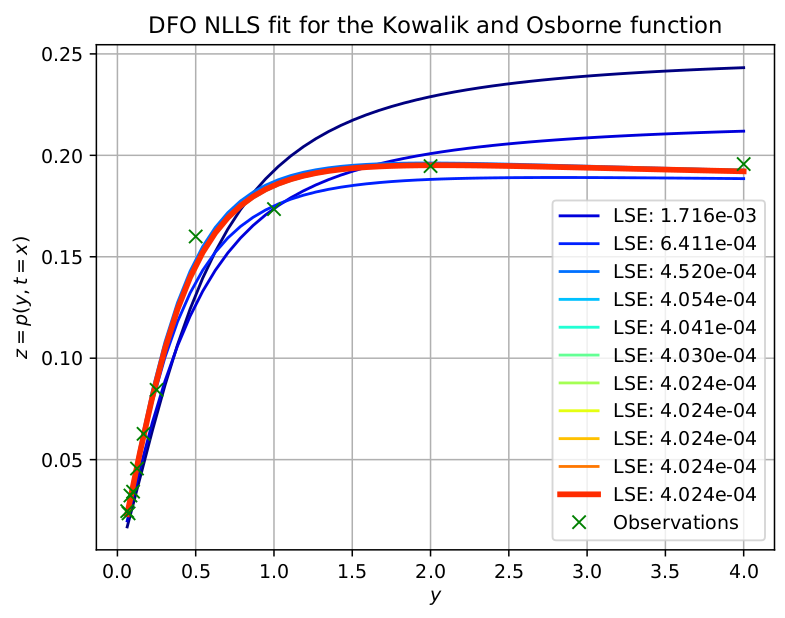 DFO NLLS fit for the Kowalik and Osborne function
0.25
0.20
0.15
0.10
0.05
z = p(y, t = x)
0.0 0.5 1.0 1.5 2.0 2.5 3.0 3.5 4.0
y
LSE: 1.716e-03
LSE: 6.411e-04
LSE: 4.520e-04
LSE: 4.054e-04
LSE: 4.041e-04
LSE: 4.030e-04
LSE: 4.024e-04
LSE: 4.024e-04
LSE: 4.024e-04
LSE: 4.024e-04
LSE: 4.024e-04
Observations